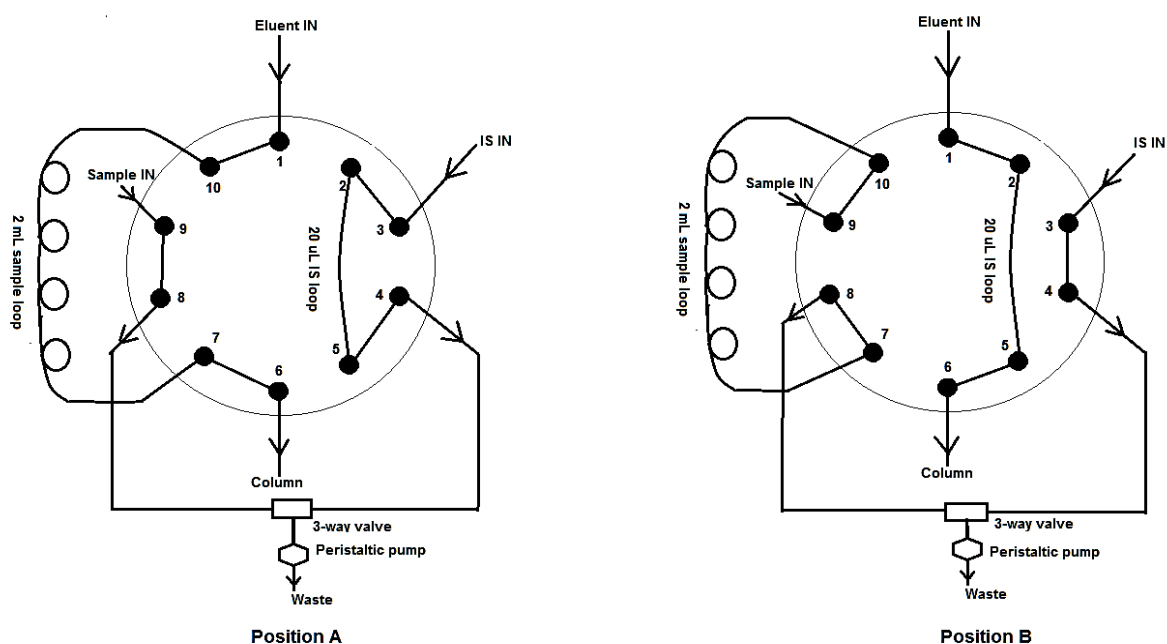 Eluent IN
IS IN
Sample IN
2 mL sample loop
20 uL IS loop
1
2
3
4
5
6
7
8
9
10
Column
3-way valve
Peristaltic pump
Waste
Position A
Eluent IN
IS IN
Sample IN
2 mL sample loop
20 uL IS loop
1
2
3
4
5
6
7
8
9
10
Column
3-way valve
Peristaltic pump
Waste
Position B